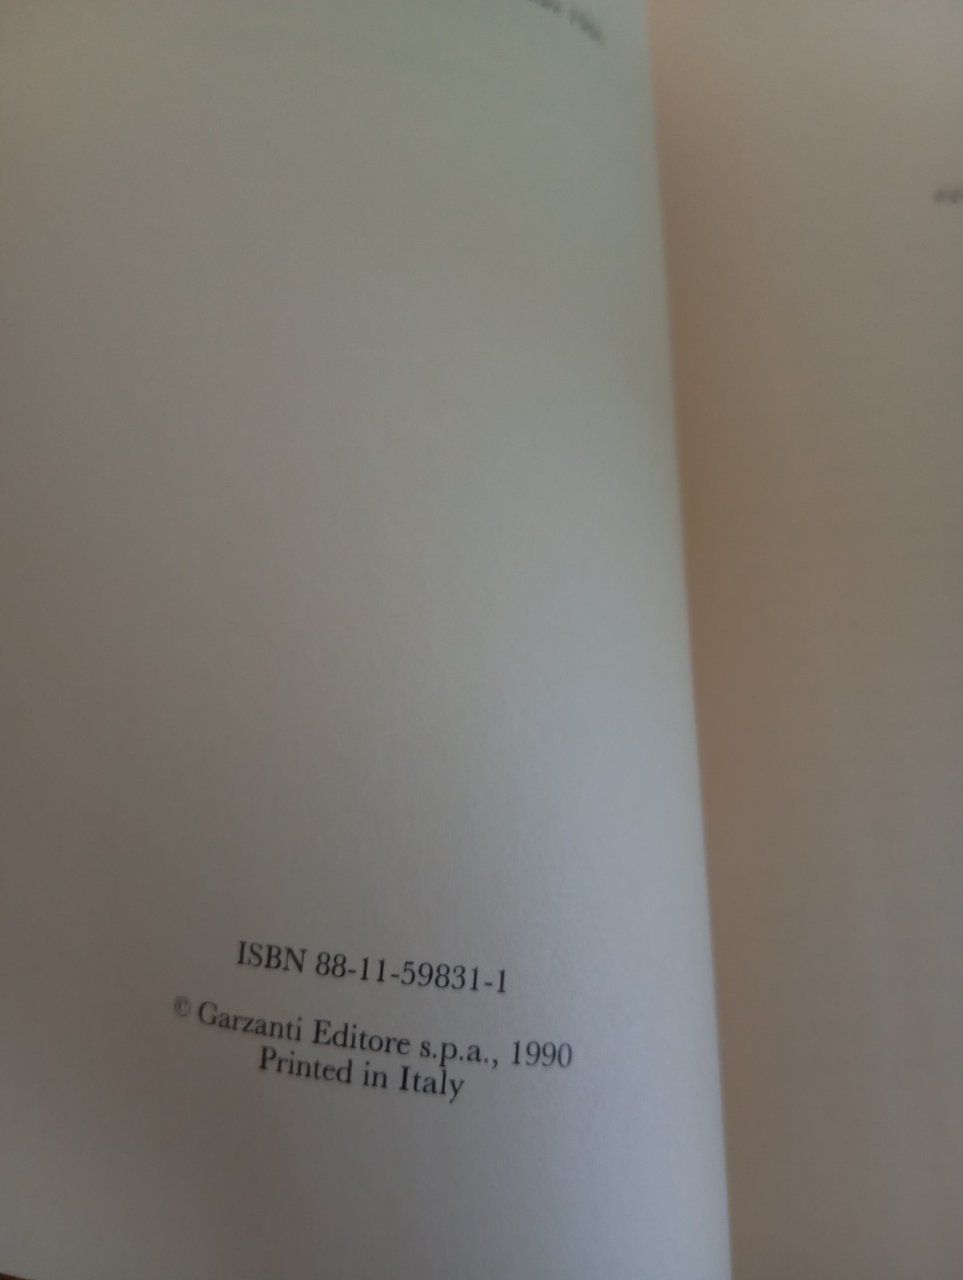 ISBN 88-11-59831-1
© Garzanti Editore s.p.a., 1990
Printed in Italy